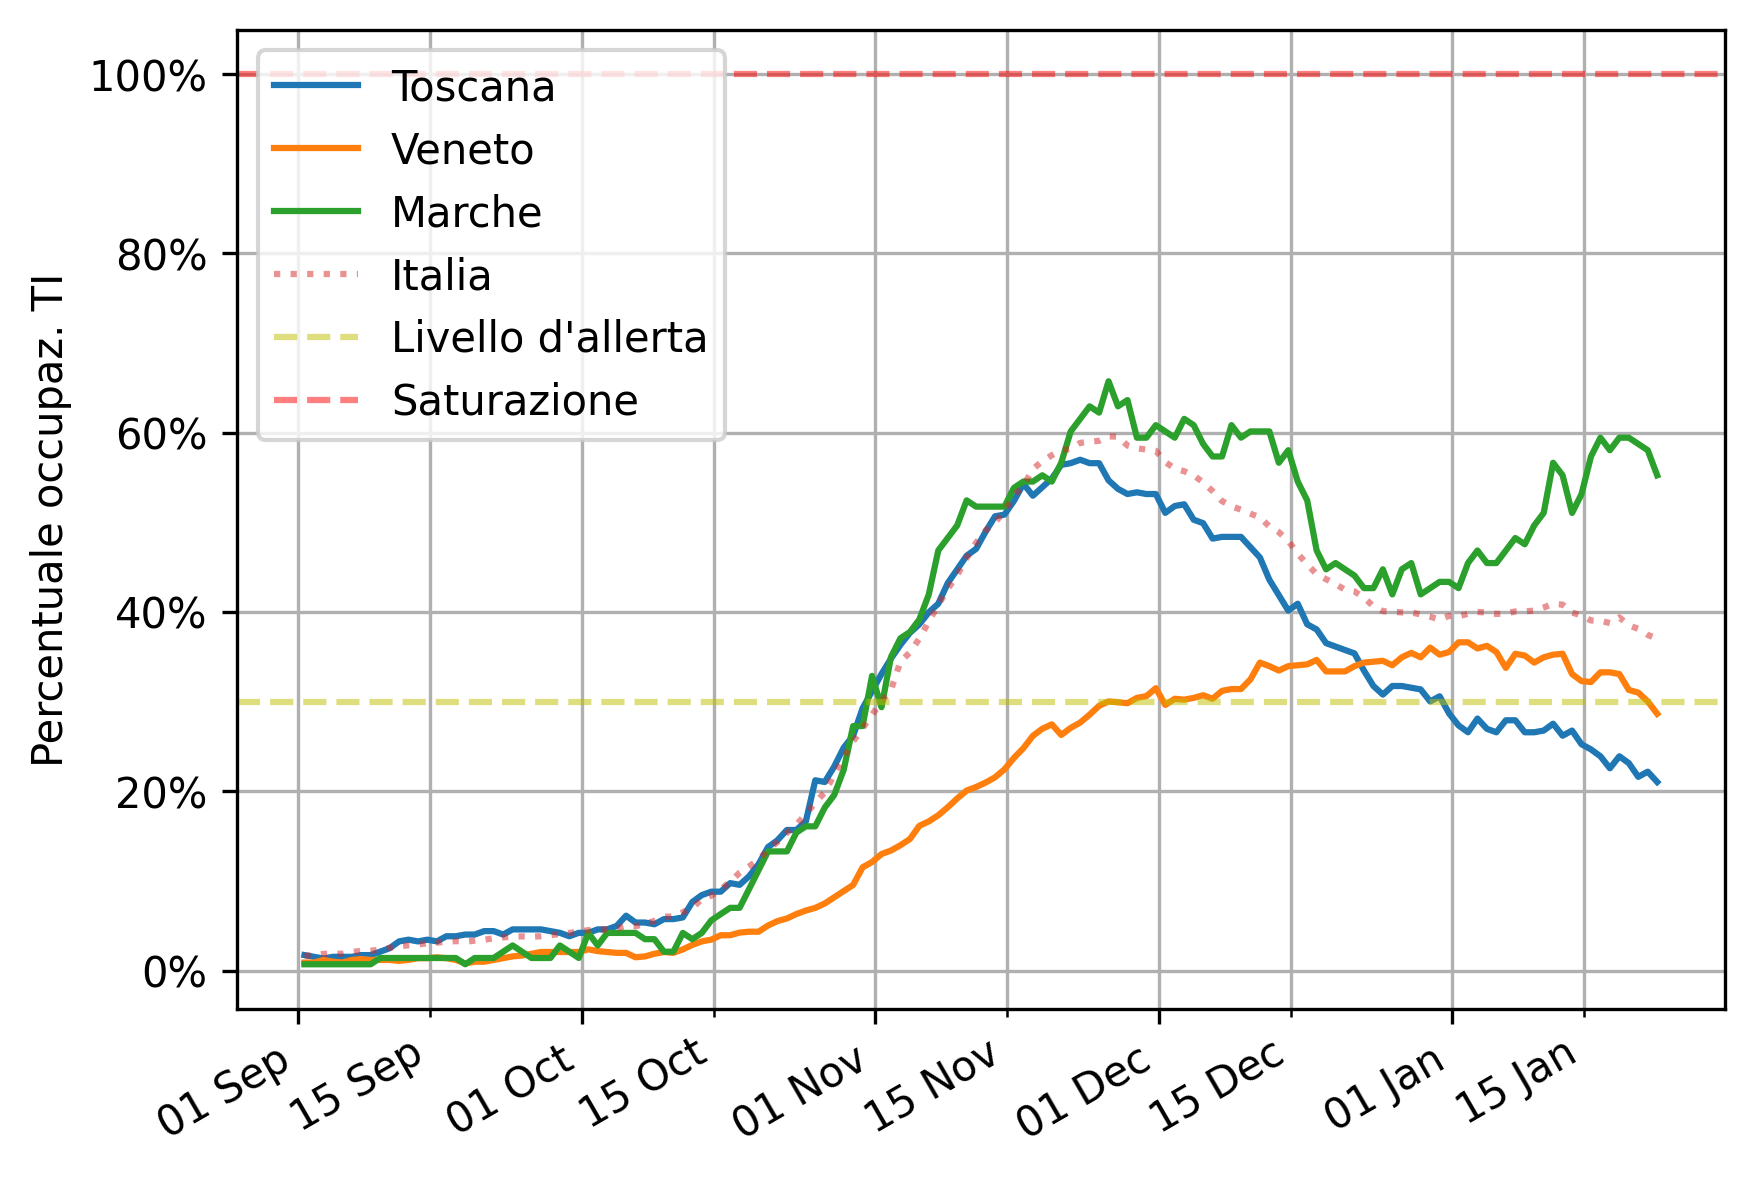 100%
80%
60%
40%
20%
0%
Percentuale occupaz. TI
Toscana
Veneto
Marche
Italia
Livello d'allerta
Saturazione
01 Sep
15 Sep
01 Oct
15 Oct
01 Nov
15 Nov
01 Dec
15 Dec
01 Jan
15 Jan